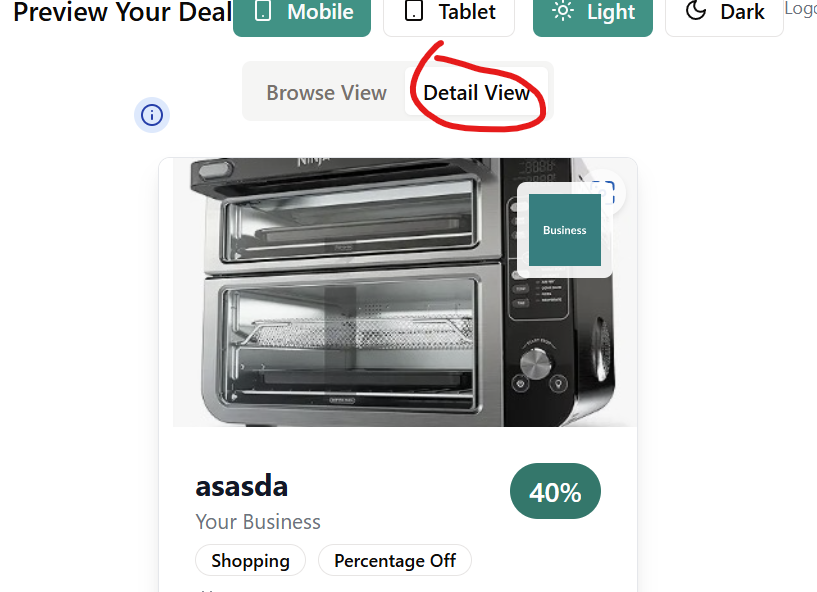 Preview Your Deal Mobile Tablet Light Dark
Browse View Detail View
Business
asasda
40%
Your Business
Shopping Percentage Off